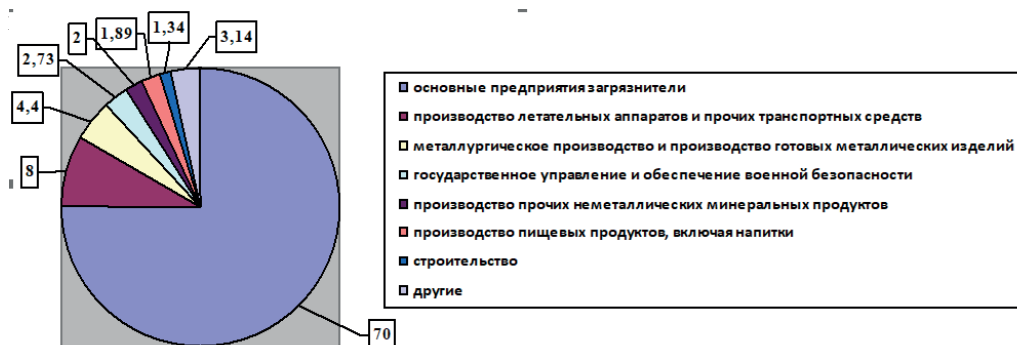 2
1,89
1,34
3,14
2,73
4,4
8
70
основные предприятия загрязнители
производство летательных аппаратов и прочих транспортных средств
металлургическое производство и производство готовых металлических изделий
государственное управление и обеспечение военной безопасности
производство прочих неметаллических минеральных продуктов
производство пищевых продуктов, включая напитки
строительство
другие